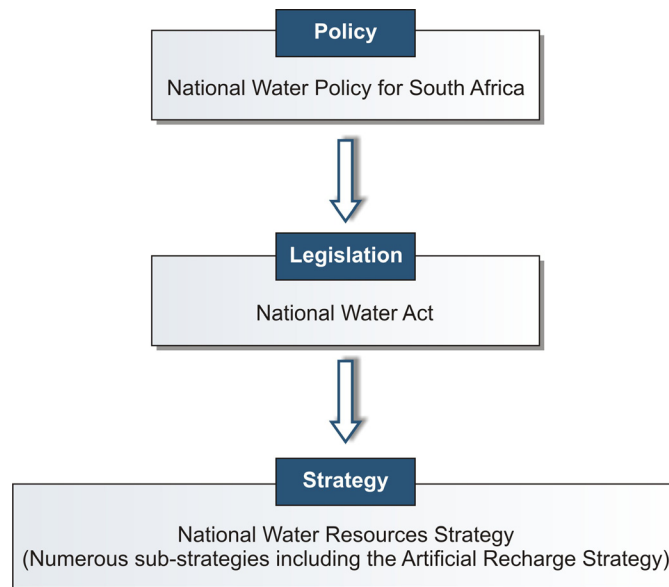 Policy
National Water Policy for South Africa
Legislation
National Water Act
Strategy
National Water Resources Strategy
(Numerous sub-strategies including the Artificial Recharge Strategy)